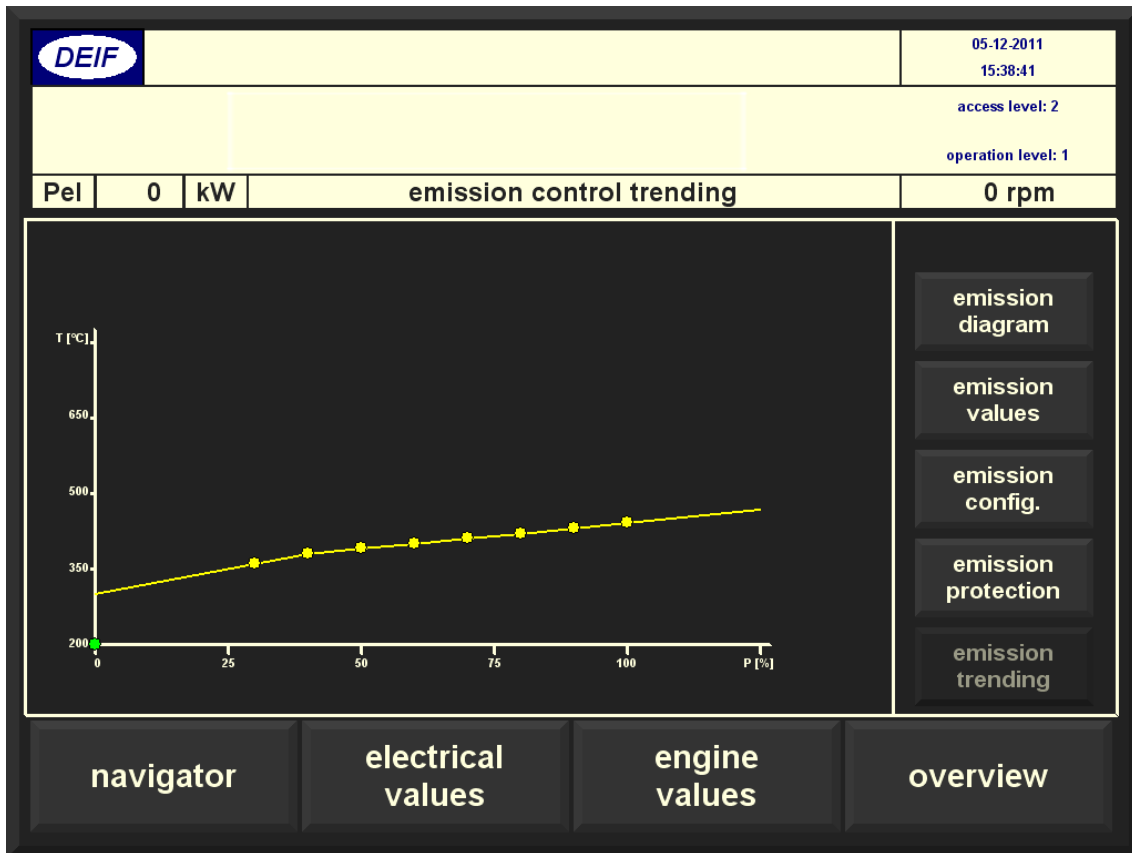 DEIF
05-12-2011
15:38:41
access level: 2
operation level: 1
Pel 0 kW emission control trending 0 rpm
T [°C]
650
500
350
200
0 25 50 75 100 P [%]
emission
diagram
emission
values
emission
config.
emission
protection
emission
trending
navigator
electrical
values
engine
values
overview